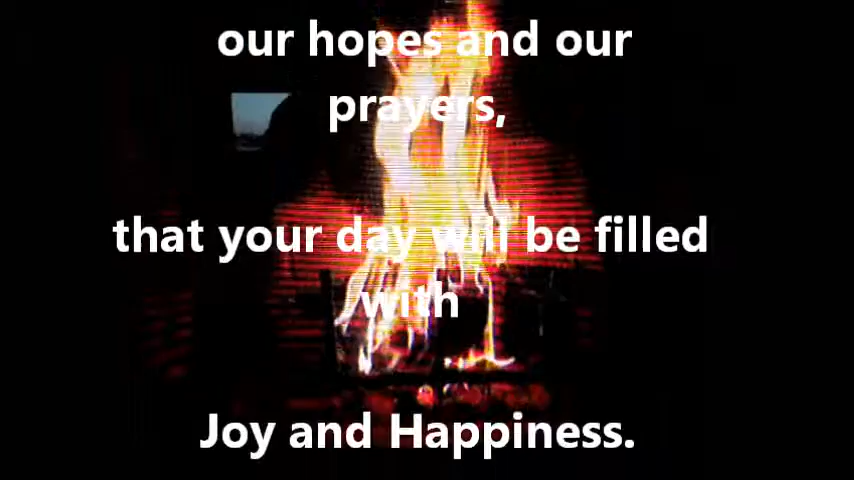 our hopes and our
prayers,
that your day will be filled
with
Joy and Happiness.